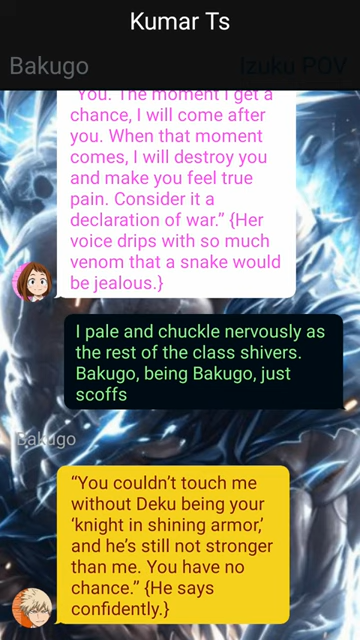 Kumar Ts
Bakugo
Izuku POV
“You. The moment I get a
chance, I will come after
you. When that moment
comes, I will destroy you
and make you feel true
pain. Consider it a
declaration of war.” {Her
voice drips with so much
venom that a snake would
be jealous.}
I pale and chuckle nervously as
the rest of the class shivers.
Bakugo, being Bakugo, just
scoffs
Bakugo
“You couldn’t touch me
without Deku being your
‘knight in shining armor,’
and he’s still not stronger
than me. You have no
chance.” {He says
confidently.}